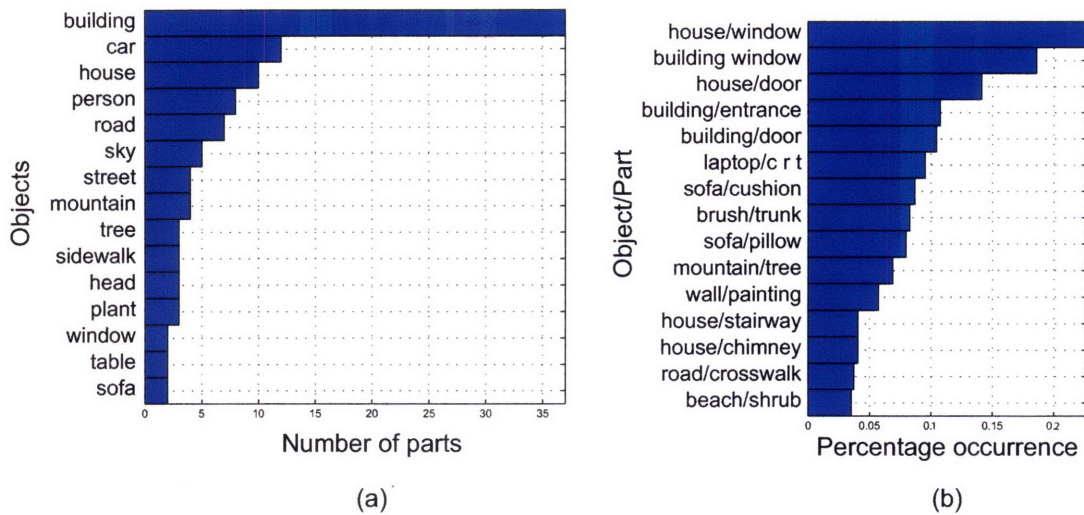 building
car
house
person
road
sky
street
mountain
tree
sidewalk
head
plant
window
table
sofa
Objects
0 5 10 15 20 25 30 35
Number of parts
(a)
house/window
building window
house/door
building/entrance
building/door
laptop/c r t
sofa/cushion
brush/trunk
sofa/pillow
mountain/tree
wall/painting
house/stairway
house/chimney
road/crosswalk
beach/shrub
Object/Part
0 0.05 0.1 0.15 0.2
Percentage occurrence
(b)